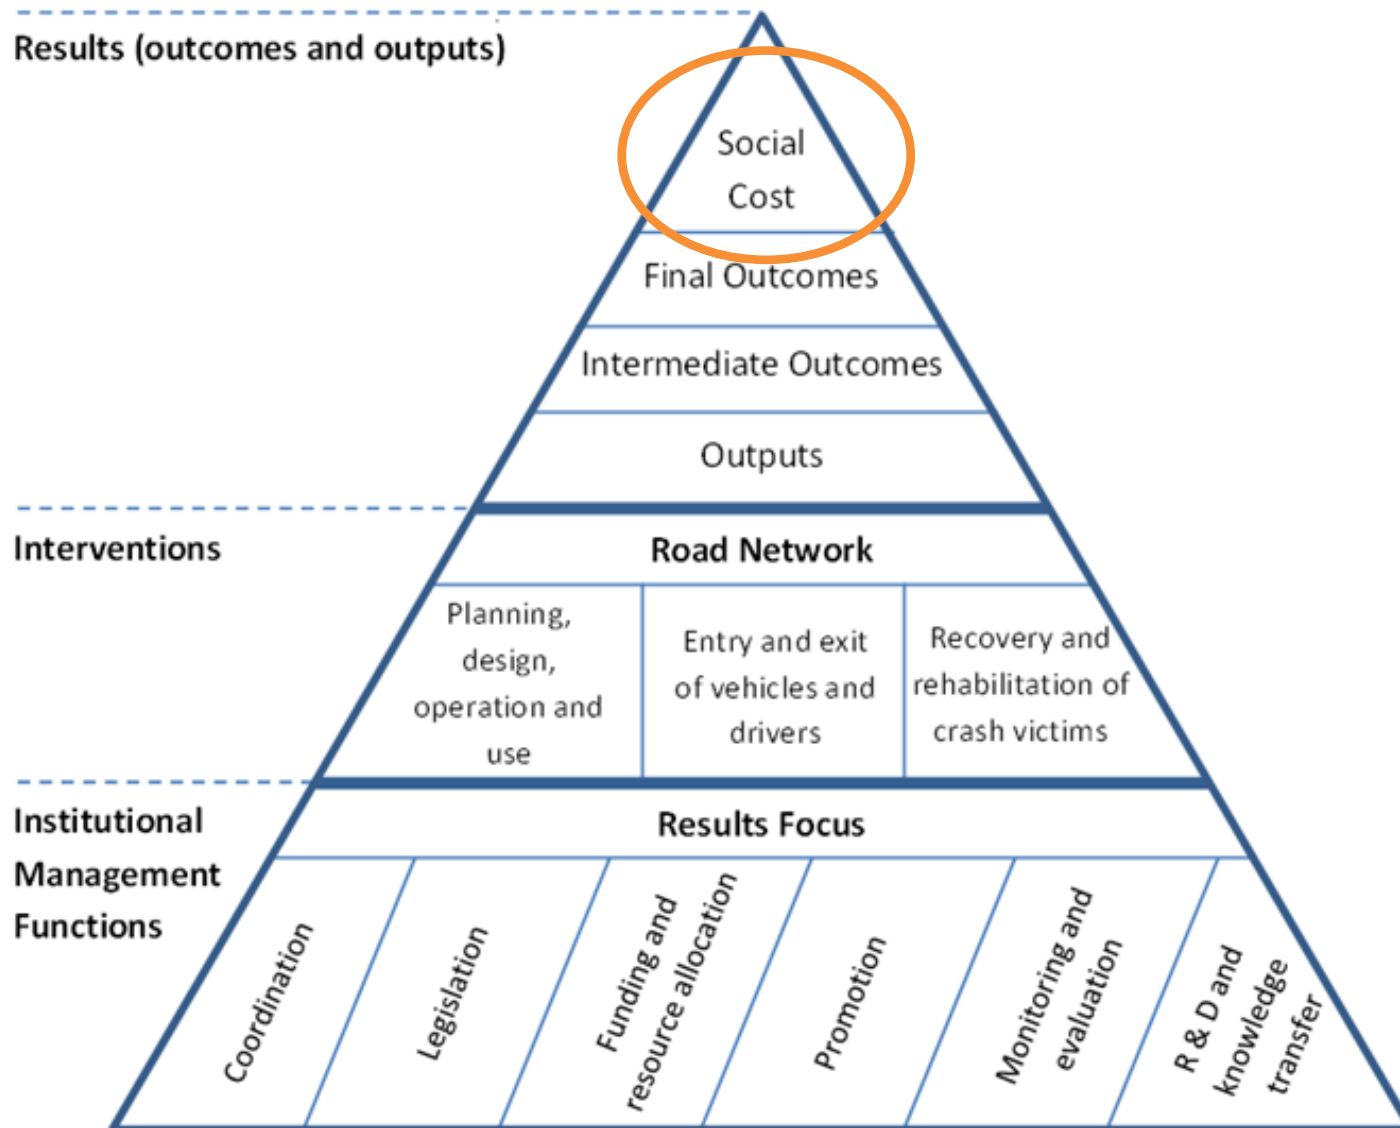 Results (outcomes and outputs)
Social
Cost
Final Outcomes
Intermediate Outcomes
Outputs
Interventions
Road Network
Planning,
design,
operation and
use
Entry and exit
of vehicles and
drivers
Recovery and
rehabilitation of
crash victims
Institutional
Management
Functions
Results Focus
Coordination
Legislation
Funding and
resource allocation
Promotion
Monitoring and
evaluation
R & D and
knowledge
transfer